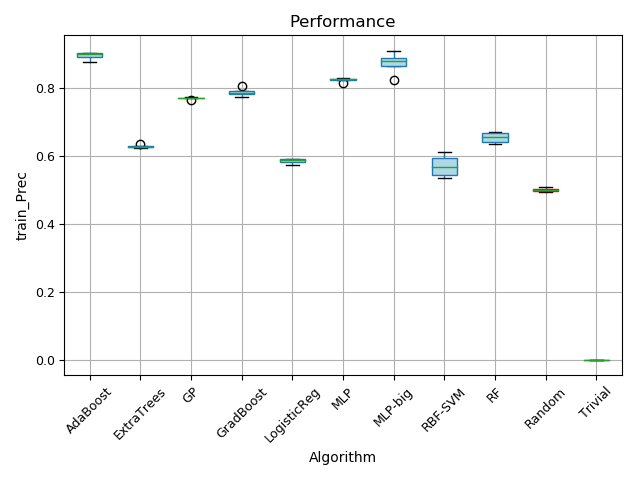 Performance
train_Prec
0.8
0.6
0.4
0.2
0.0
AdaBoost
ExtraTrees
GP
GradBoost
LogisticReg
MLP
MLP-big
RBF-SVM
RF
Random
Trivial
Algorithm